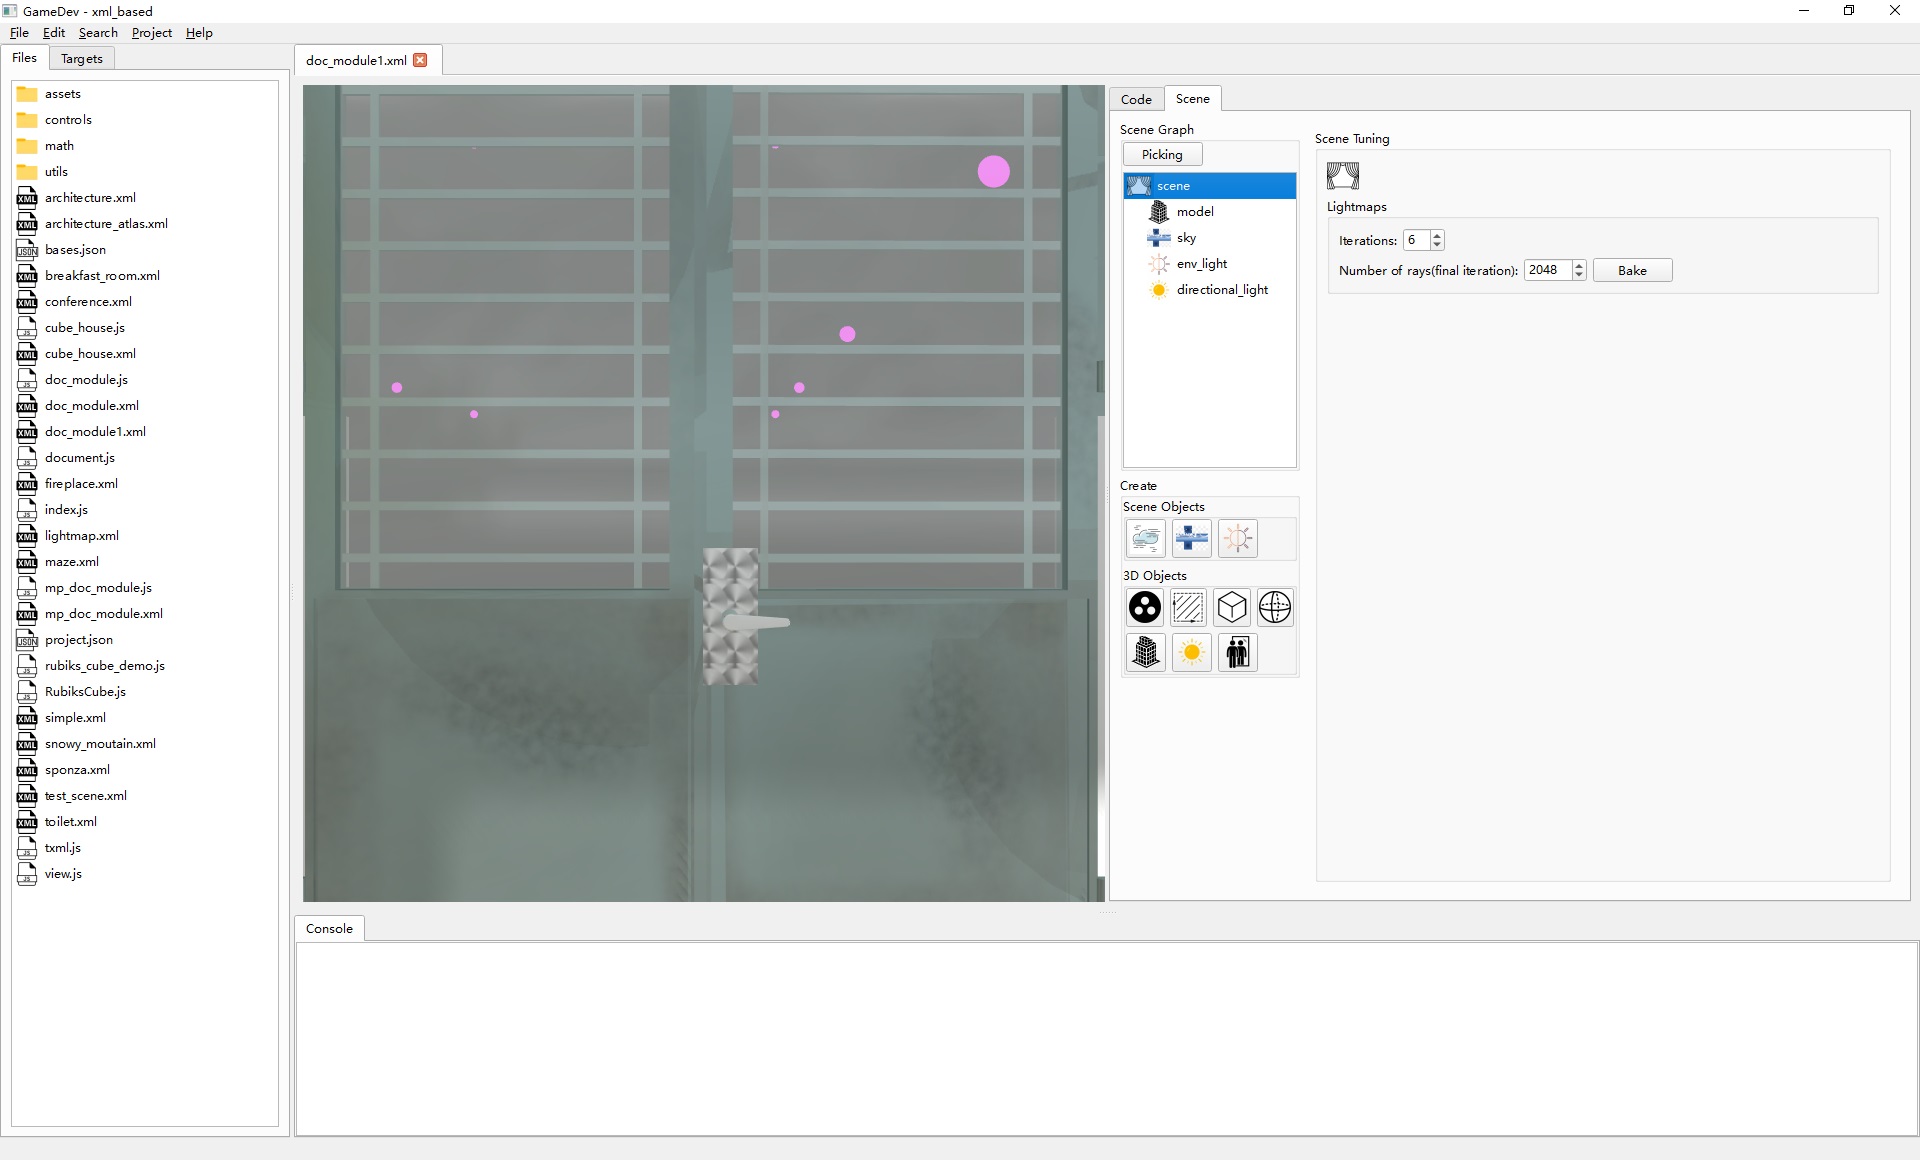 GameDev - xml_based
File Edit Search Project Help
Files Targets
assets
controls
math
utils
architecture.xml
architecture_atlas.xml
bases.json
breakfast_room.xml
conference.xml
cube_house.js
cube_house.xml
doc_module.js
doc_module.xml
doc_module1.xml
document.js
fireplace.xml
index.js
lightmap.xml
maze.xml
mp_doc_module.js
mp_doc_module.xml
project.json
rubiks_cube_demo.js
RubiksCube.js
simple.xml
snowy_moutain.xml
sponza.xml
test_scene.xml
toilet.xml
txml.js
view.js
doc_module1.xml
Code Scene
Scene Graph
Picking
scene
model
sky
env_light
directional_light
Create
Scene Objects
3D Objects
Scene Tuning
Lightmaps
Iterations: 6
Number of rays(final iteration): 2048 Bake
Console